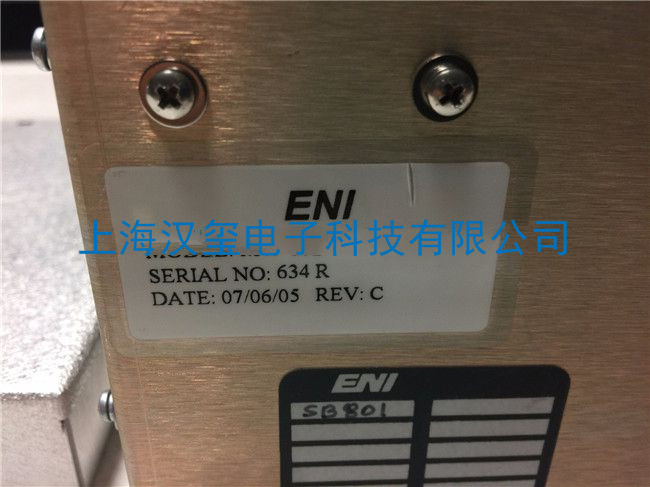 ENI
上海汉玺电子科技有限公司
SERIAL NO: 634 R
DATE: 07/06/05 REV: C
ENI
SB801